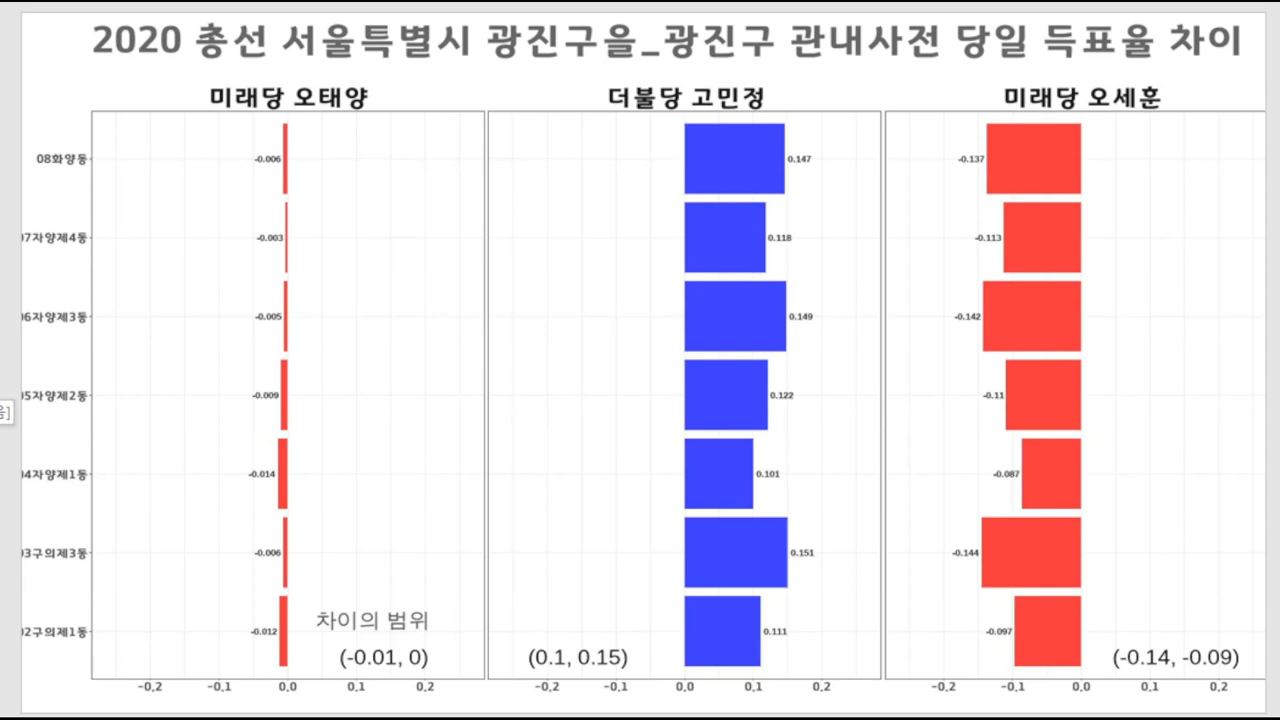 2020 총선 서울특별시 광진구을_광진구 관내사전 당일 득표율 차이
미래당 오태양 더불당 고민정 미래당 오세훈
08화양동 -0.006 0.147 -0.137
7자양제4동 -0.003 0.118 -0.113
6자양제3동 -0.005 0.149 -0.142
5자양제2동 -0.009 0.122 -0.11
음]
4자양제1동 -0.014 0.101 -0.087
3구의제3동 -0.006 0.151 -0.144
차이의 범위
2구의제1동 -0.012 0.111 -0.097
(-0.01, 0) (0.1, 0.15) (-0.14, -0.09)
-0.2 -0.1 0.0 0.1 0.2 -0.2 -0.1 0.0 0.1 0.2 -0.2 -0.1 0.0 0.1 0.2